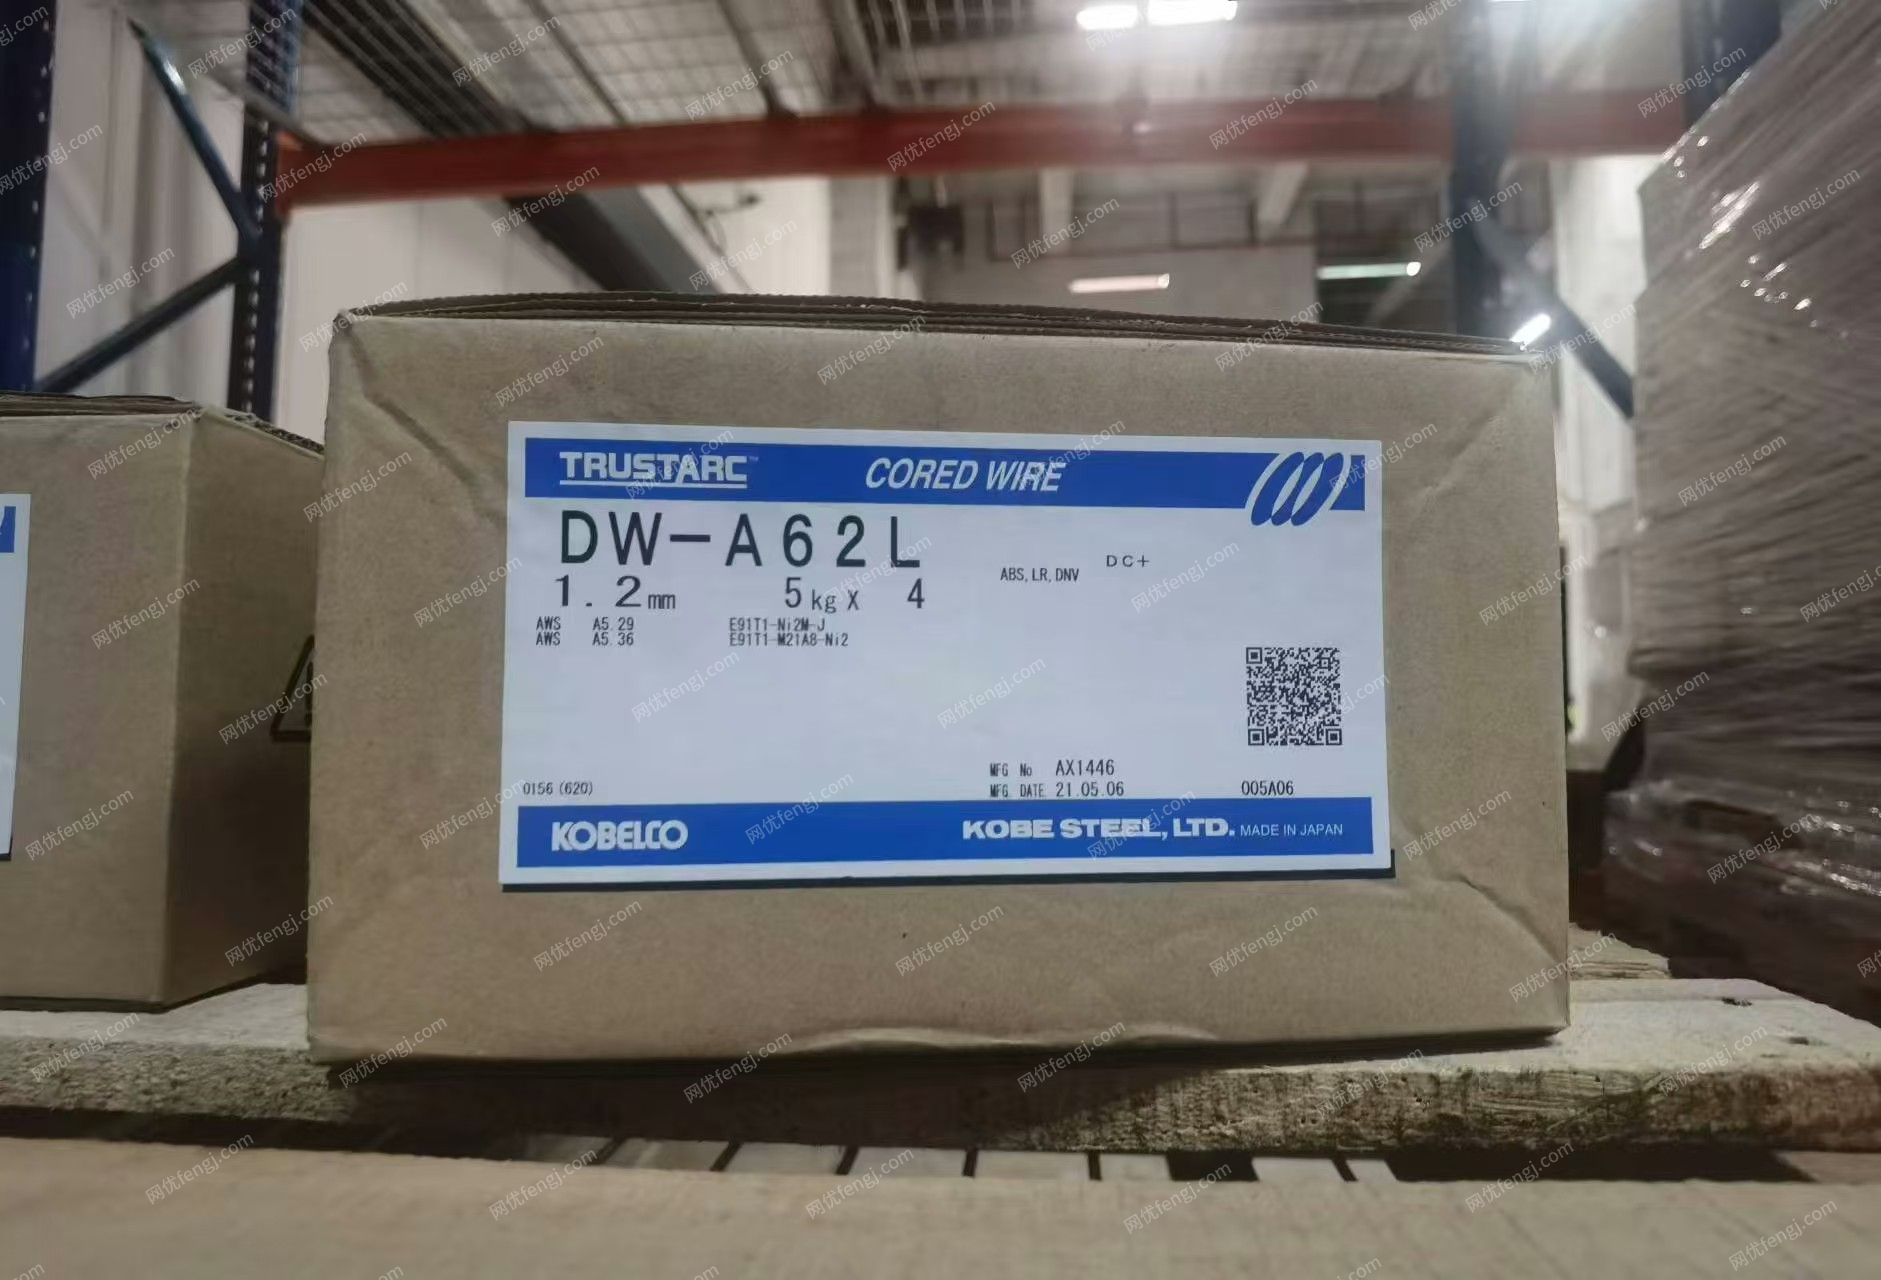 TRUSTARC™ CORED WIRE
DW-A62L
ABS, LR, DNV DC+
1.2mm 5kg X 4
AWS A5.29 E91T1-Ni2M-J
AWS A5.36 E91T1-M21A8-Ni2
MFG No AX1446
0156 (620) MFG. DATE. 21.05.06 005A06
KOBELCO KOBE STEEL, LTD. MADE IN JAPAN
网优fengj.com